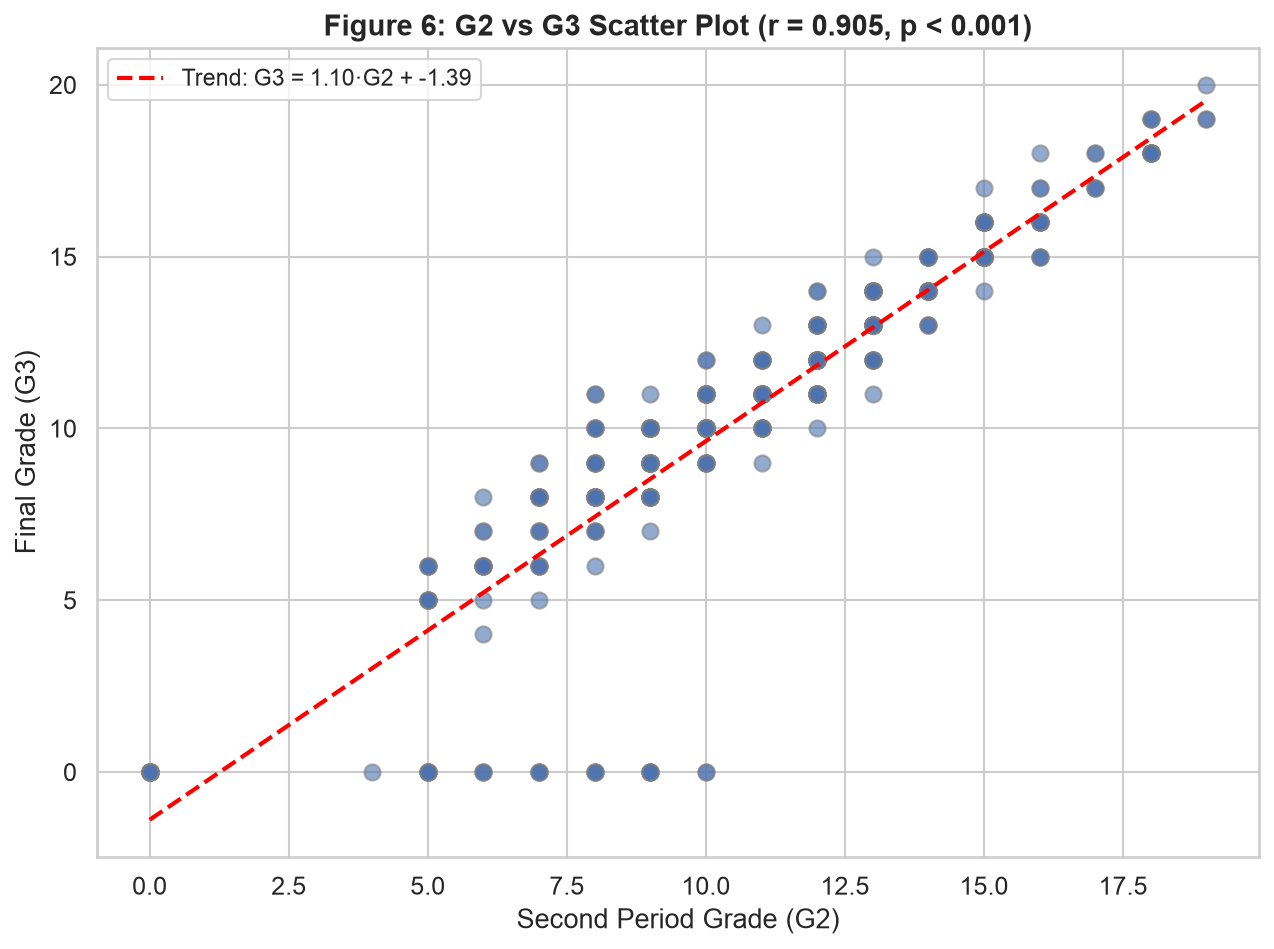 Figure 6: G2 vs G3 Scatter Plot (r = 0.905, p < 0.001)
Trend: G3 = 1.10·G2 + -1.39
Final Grade (G3)
20
15
10
5
0
0.0 2.5 5.0 7.5 10.0 12.5 15.0 17.5
Second Period Grade (G2)